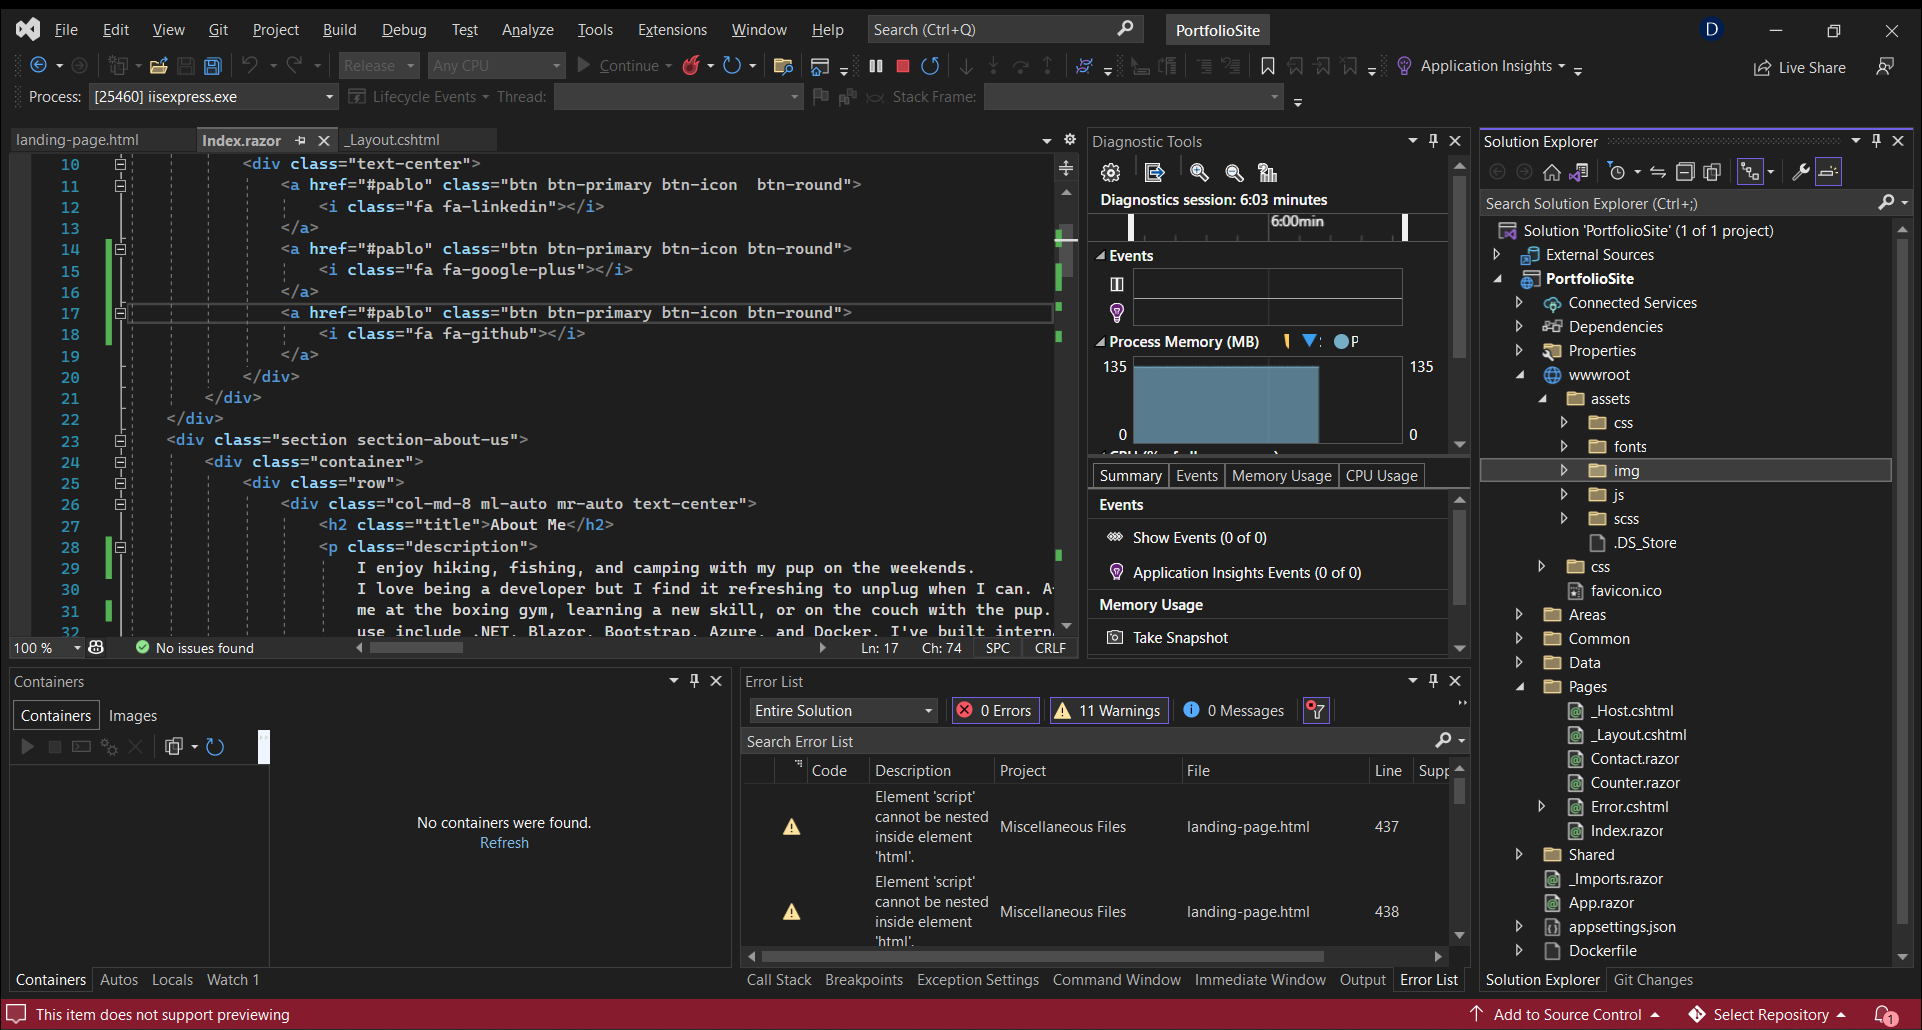 File Edit View Git Project Build Debug Test Analyze Tools Extensions Window Help Search (Ctrl+Q) PortfolioSite D
Release Any CPU Continue Application Insights Live Share
Process: [25460] iisexpress.exe Lifecycle Events Thread: Stack Frame:
landing-page.html Index.razor _Layout.cshtml
10 <div class="text-center">
11 <a href="#pablo" class="btn btn-primary btn-icon  btn-round">
12 <i class="fa fa-linkedin"></i>
13 </a>
14 <a href="#pablo" class="btn btn-primary btn-icon btn-round">
15 <i class="fa fa-google-plus"></i>
16 </a>
17 <a href="#pablo" class="btn btn-primary btn-icon btn-round">
18 <i class="fa fa-github"></i>
19 </a>
20 </div>
21 </div>
22 </div>
23 <div class="section section-about-us">
24 <div class="container">
25 <div class="row">
26 <div class="col-md-8 ml-auto mr-auto text-center">
27 <h2 class="title">About Me</h2>
28 <p class="description">
29 I enjoy hiking, fishing, and camping with my pup on the weekends.
30 I love being a developer but I find it refreshing to unplug when I can. A
31 me at the boxing gym, learning a new skill, or on the couch with the pup.
32 use include .NET, Blazor, Bootstrap, Azure, and Docker. I've built intern
100 % No issues found Ln: 17 Ch: 74 SPC CRLF
Diagnostic Tools
Diagnostics session: 6:03 minutes
6:00min
Events
Process Memory (MB) P
135 135
0 0
Summary Events Memory Usage CPU Usage
Events
Show Events (0 of 0)
Application Insights Events (0 of 0)
Memory Usage
Take Snapshot
Solution Explorer
Search Solution Explorer (Ctrl+;)
Solution 'PortfolioSite' (1 of 1 project)
External Sources
PortfolioSite
Connected Services
Dependencies
Properties
wwwroot
assets
css
fonts
img
js
scss
.DS_Store
css
favicon.ico
Areas
Common
Data
Pages
_Host.cshtml
_Layout.cshtml
Contact.razor
Counter.razor
Error.cshtml
Index.razor
Shared
_Imports.razor
App.razor
appsettings.json
Dockerfile
Solution Explorer Git Changes
Containers
Containers Images
No containers were found.
Refresh
Containers Autos Locals Watch 1
Error List
Entire Solution 0 Errors 11 Warnings 0 Messages
Search Error List
Code Description Project File Line Supp
Element 'script'
cannot be nested
inside element
'html'.
Miscellaneous Files landing-page.html 437
Element 'script'
cannot be nested
inside element
'html'.
Miscellaneous Files landing-page.html 438
Call Stack Breakpoints Exception Settings Command Window Immediate Window Output Error List
This item does not support previewing Add to Source Control Select Repository 1